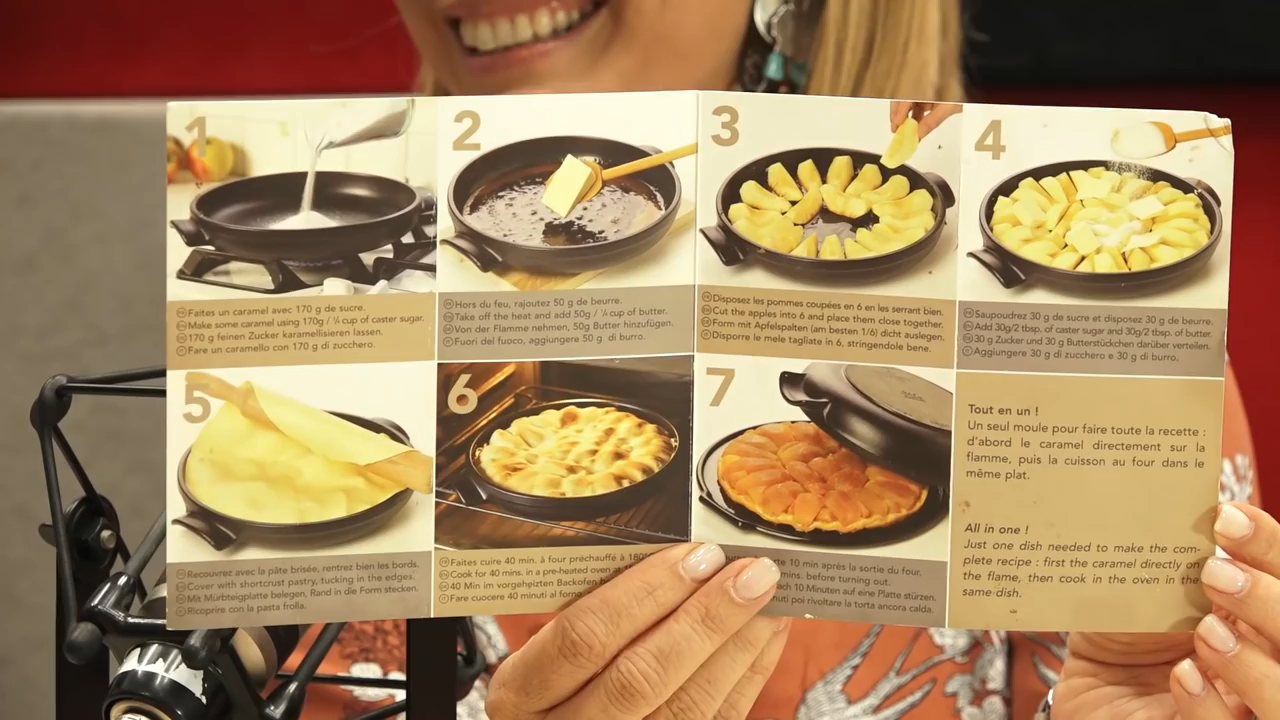 1
Faites un caramel avec 170 g de sucre.
Make some caramel using 170g / ¾ cup of caster sugar.
170 g feinen Zucker karamellisieren lassen.
Fare un caramello con 170 g di zucchero.
2
Hors du feu, rajoutez 50 g de beurre.
Take off the heat and add 50g / ¼ cup of butter.
Von der Flamme nehmen, 50g Butter hinzufügen.
Fuori del fuoco, aggiungere 50 g di burro.
3
Disposez les pommes coupées en 6 en les serrant bien.
Cut the apples into 6 and place them close together.
Form mit Apfelspalten (am besten 1/6) dicht auslegen.
Disporre le mele tagliate in 6, stringendole bene.
4
Saupoudrez 30 g de sucre et disposez 30 g de beurre.
Add 30g/2 tbsp. of caster sugar and 30g/2 tbsp. of butter.
30 g Zucker und 30 g Butterstückchen darüber verteilen.
Aggiungere 30 g di zucchero e 30 g di burro.
5
Recouvrez avec la pâte brisée, rentrez bien les bords.
Cover with shortcrust pastry, tucking in the edges.
Mit Mürbteigplatte belegen, Rand in die Form stecken.
Ricoprire con la pasta frolla.
6
Faites cuire 40 min. à four préchauffé à 180°
Cook for 40 mins. in a pre-heated oven at
40 Min im vorgeheizten Backofen
Fare cuocere 40 minuti al forno
7
10 min après la sortie du four.
mins. before turning out.
10 Minuten auf eine Platte stürzen,
poi rivoltare la torta ancora calda.
Tout en un !
Un seul moule pour faire toute la recette :
d'abord le caramel directement sur la
flamme, puis la cuisson au four dans le
même plat.
All in one !
Just one dish needed to make the com-
plete recipe : first the caramel directly on
the flame, then cook in the oven in the
same dish.